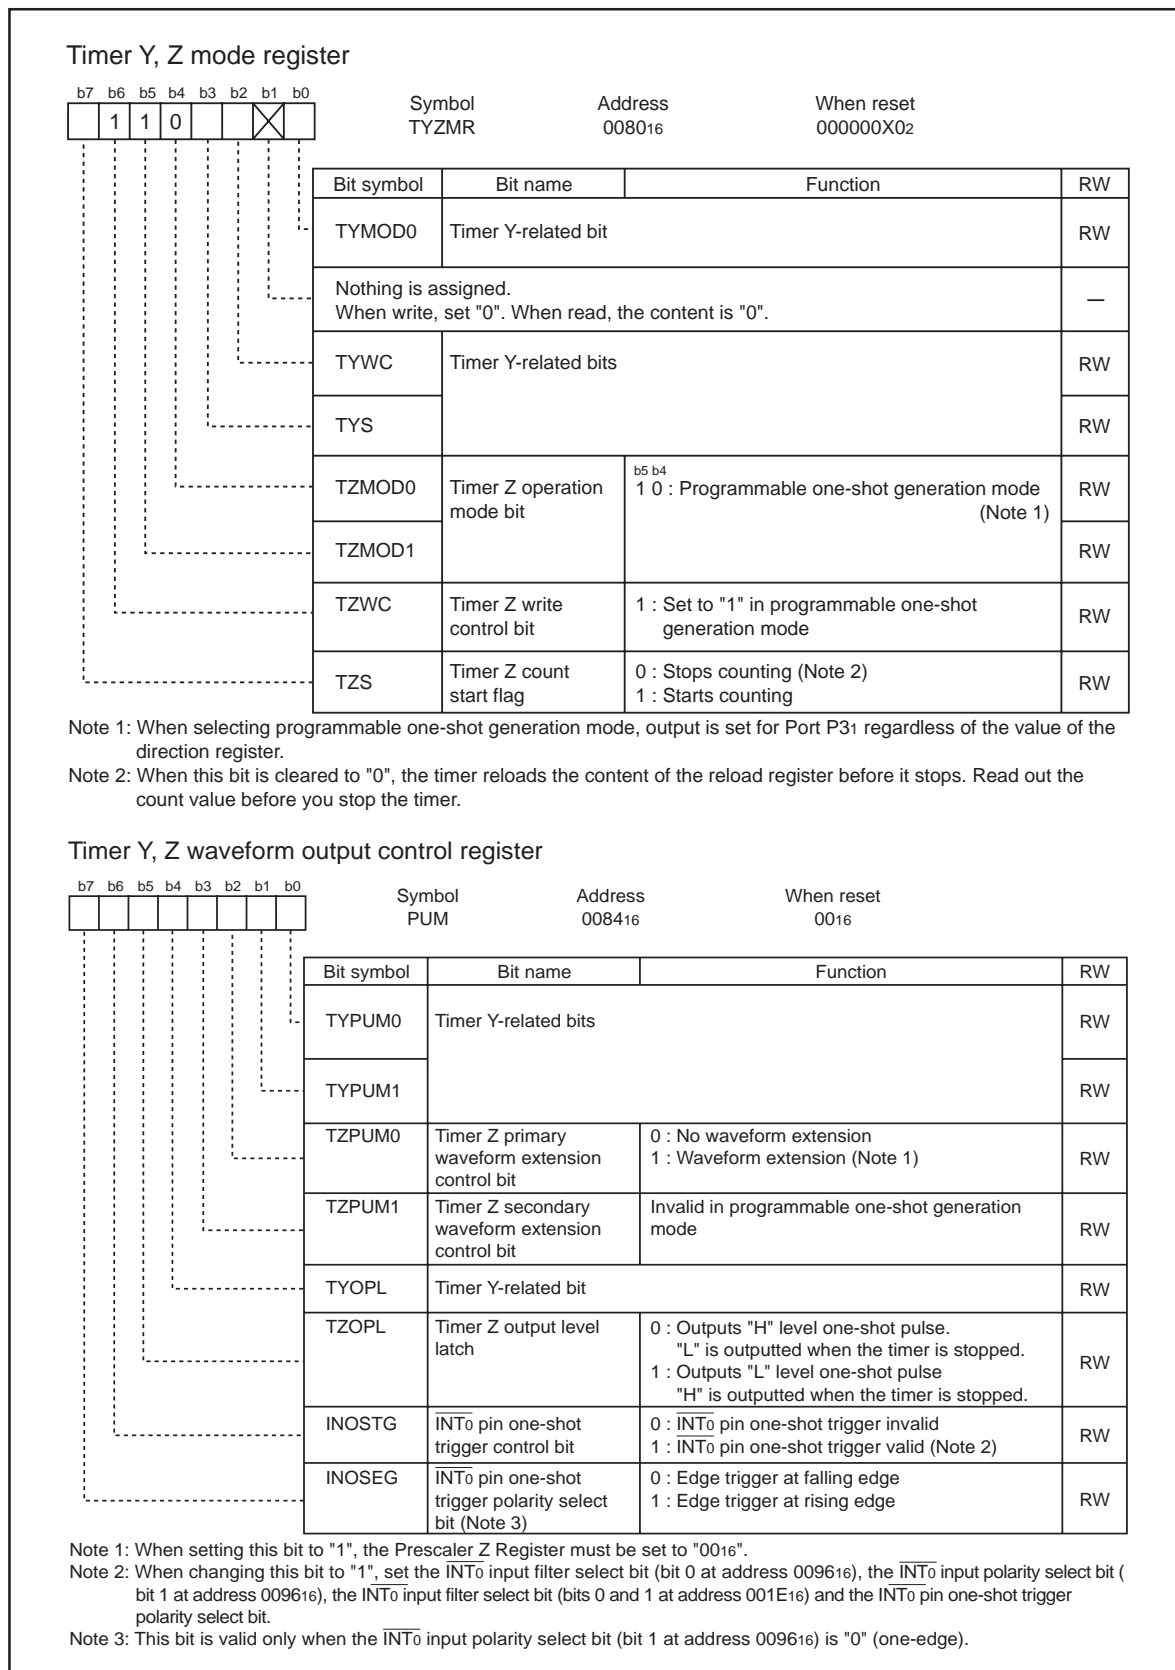 Timer Y, Z mode register
b7 b6 b5 b4 b3 b2 b1 b0
1 1 0
Symbol Address When reset
TYZMR 008016 000000X02
Bit symbol Bit name Function RW
TYMOD0 Timer Y-related bit RW
Nothing is assigned.
When write, set "0". When read, the content is "0". —
TYWC Timer Y-related bits RW
TYS RW
b5 b4
TZMOD0 Timer Z operation 1 0 : Programmable one-shot generation mode RW
mode bit (Note 1)
TZMOD1 RW
TZWC Timer Z write 1 : Set to "1" in programmable one-shot RW
control bit generation mode
TZS Timer Z count 0 : Stops counting (Note 2) RW
start flag 1 : Starts counting
Note 1: When selecting programmable one-shot generation mode, output is set for Port P31 regardless of the value of the
direction register.
Note 2: When this bit is cleared to "0", the timer reloads the content of the reload register before it stops. Read out the
count value before you stop the timer.
Timer Y, Z waveform output control register
b7 b6 b5 b4 b3 b2 b1 b0
Symbol Address When reset
PUM 008416 0016
Bit symbol Bit name Function RW
TYPUM0 Timer Y-related bits RW
TYPUM1 RW
TZPUM0 Timer Z primary 0 : No waveform extension
waveform extension 1 : Waveform extension (Note 1) RW
control bit
TZPUM1 Timer Z secondary Invalid in programmable one-shot generation
waveform extension mode RW
control bit
TYOPL Timer Y-related bit RW
TZOPL Timer Z output level 0 : Outputs "H" level one-shot pulse.
latch "L" is outputted when the timer is stopped.
1 : Outputs "L" level one-shot pulse RW
"H" is outputted when the timer is stopped.
INOSTG INT0 pin one-shot 0 : INT0 pin one-shot trigger invalid RW
trigger control bit 1 : INT0 pin one-shot trigger valid (Note 2)
INOSEG INT0 pin one-shot 0 : Edge trigger at falling edge
trigger polarity select 1 : Edge trigger at rising edge RW
bit (Note 3)
Note 1: When setting this bit to "1", the Prescaler Z Register must be set to "0016".
Note 2: When changing this bit to "1", set the INT0 input filter select bit (bit 0 at address 009616), the INT0 input polarity select bit (
bit 1 at address 009616), the INT0 input filter select bit (bits 0 and 1 at address 001E16) and the INT0 pin one-shot trigger
polarity select bit.
Note 3: This bit is valid only when the INT0 input polarity select bit (bit 1 at address 009616) is "0" (one-edge).